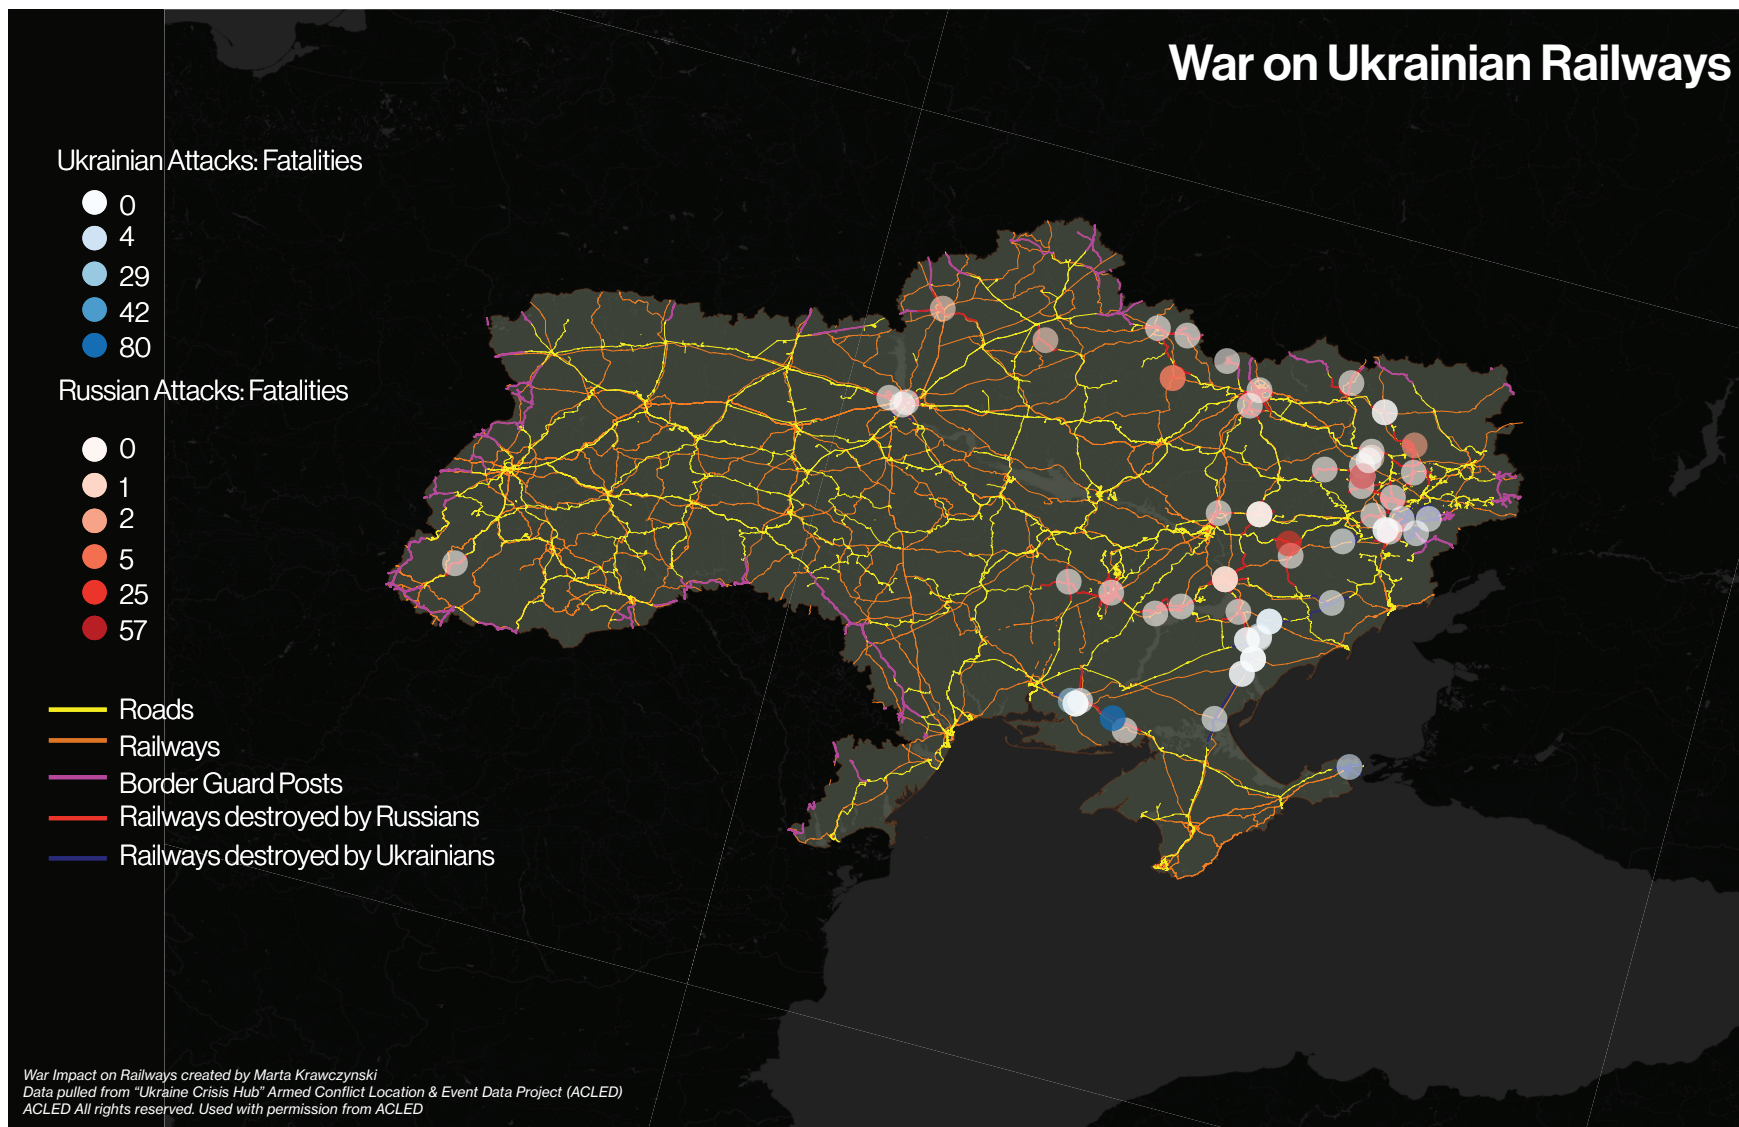 War on Ukrainian Railways
Ukrainian Attacks: Fatalities
0
4
29
42
80
Russian Attacks: Fatalities
0
1
2
5
25
57
Roads
Railways
Border Guard Posts
Railways destroyed by Russians
Railways destroyed by Ukrainians
War Impact on Railways created by Marta Krawczynski
Data pulled from “Ukraine Crisis Hub” Armed Conflict Location & Event Data Project (ACLED)
ACLED All rights reserved. Used with permission from ACLED